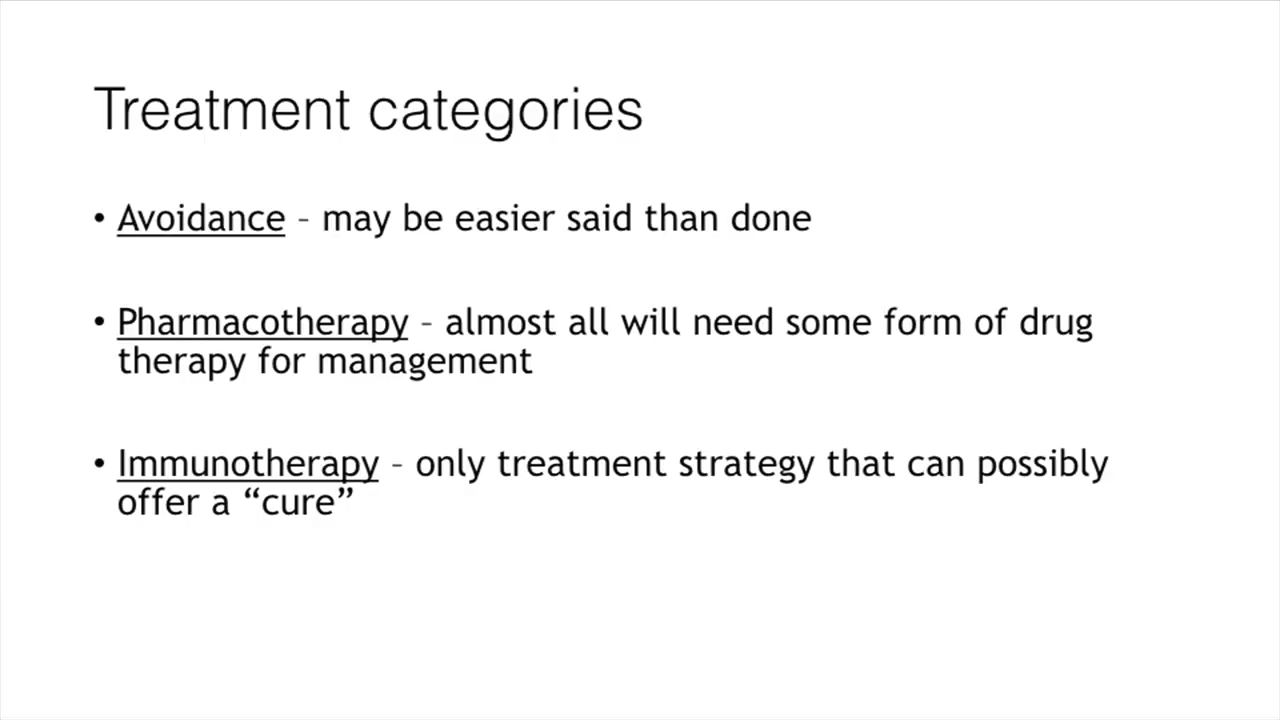 Treatment categories
• Avoidance – may be easier said than done
• Pharmacotherapy – almost all will need some form of drug
therapy for management
• Immunotherapy – only treatment strategy that can possibly
offer a “cure”